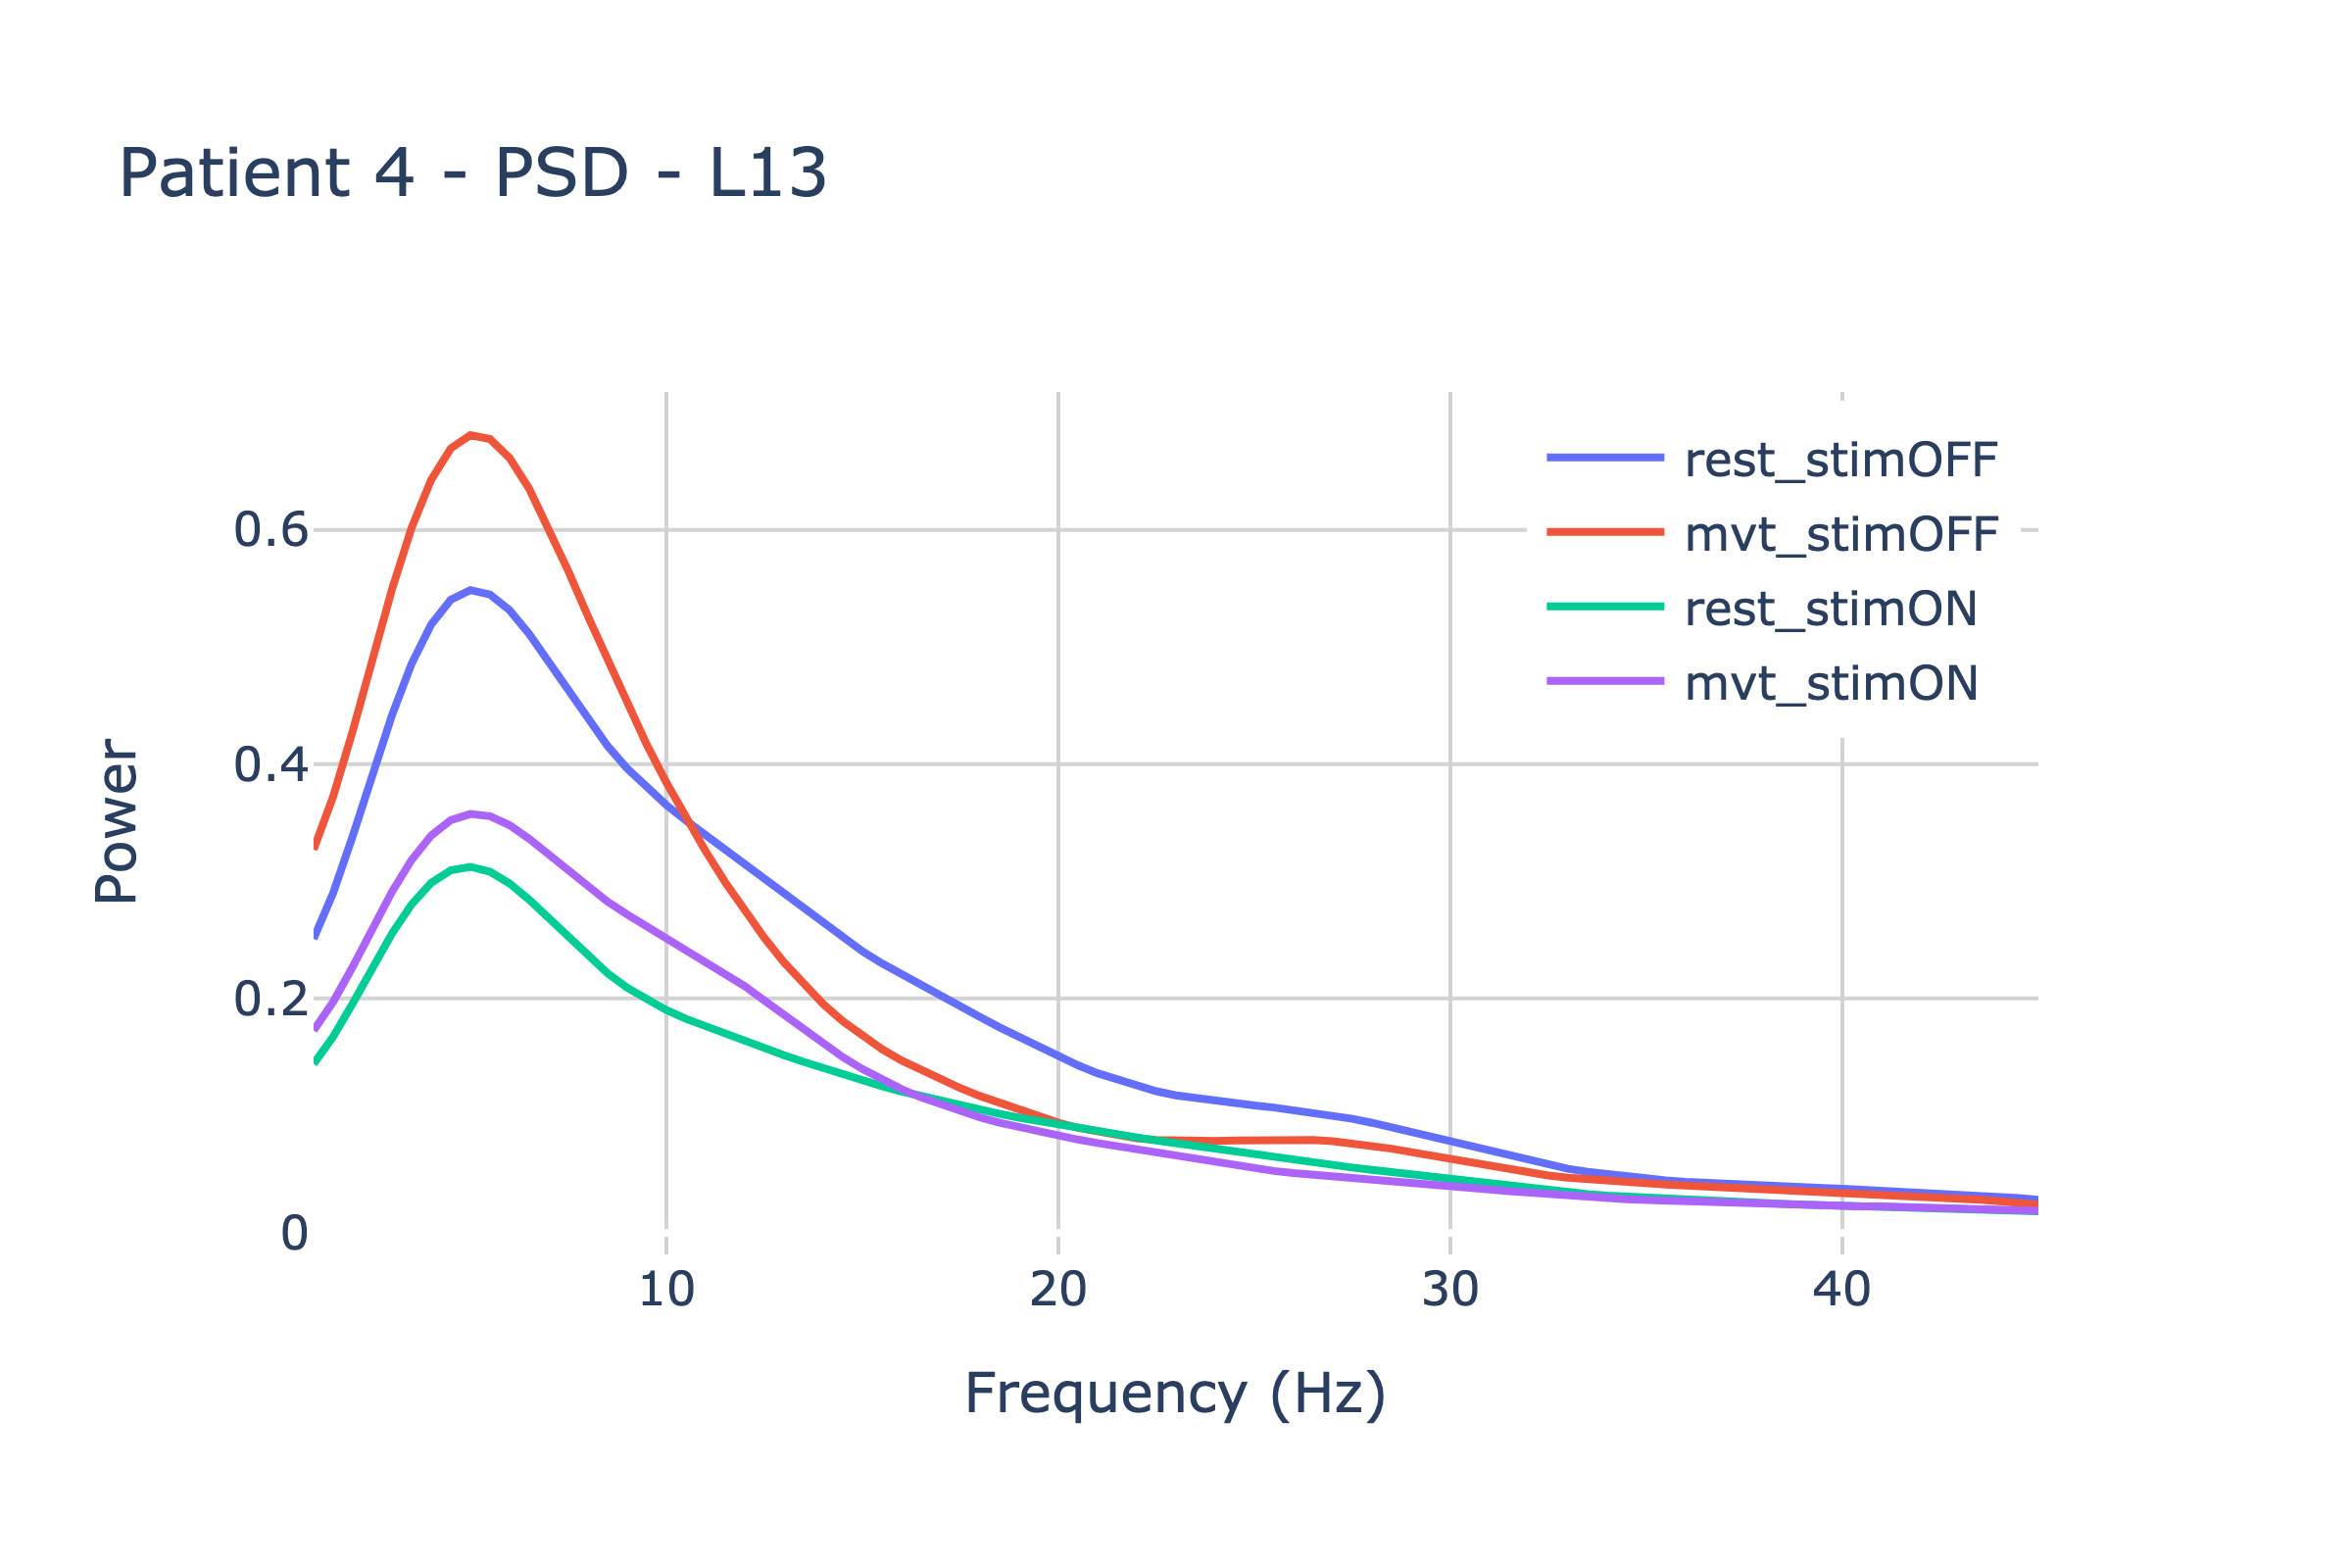 Patient 4 - PSD - L13
rest_stimOFF
mvt_stimOFF
rest_stimON
mvt_stimON
Power
0.6
0.4
0.2
0
10 20 30 40
Frequency (Hz)